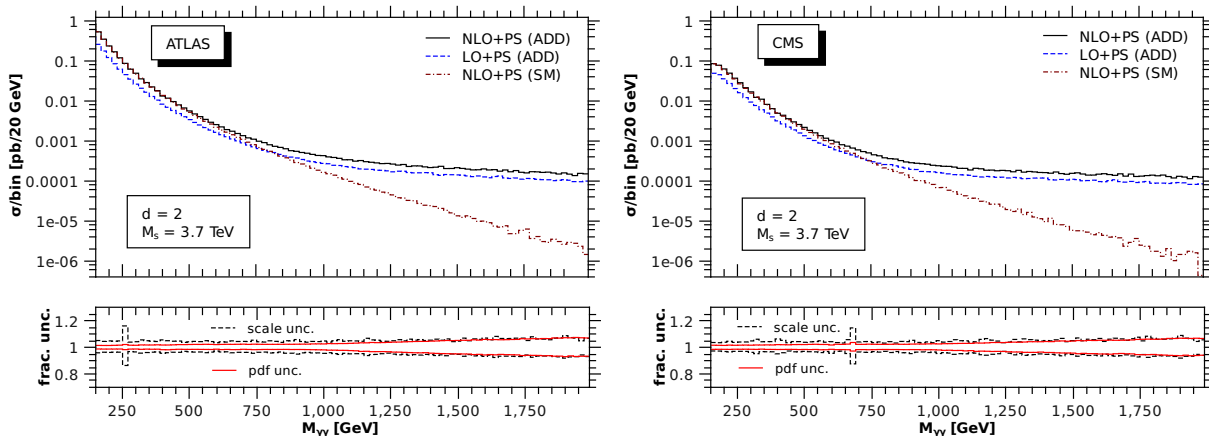 ATLAS
NLO+PS (ADD)
LO+PS (ADD)
NLO+PS (SM)
1
0.1
0.01
0.001
0.0001
1e-05
1e-06
σ/bin [pb/20 GeV]
d = 2
Ms = 3.7 TeV
1.2
1
0.8
frac. unc.
scale unc.
pdf unc.
250 500 750 1,000 1,250 1,500 1,750
Mγγ [GeV]
CMS
NLO+PS (ADD)
LO+PS (ADD)
NLO+PS (SM)
1
0.1
0.01
0.001
0.0001
1e-05
1e-06
σ/bin [pb/20 GeV]
d = 2
Ms = 3.7 TeV
1.2
1
0.8
frac. unc.
scale unc.
pdf unc.
250 500 750 1,000 1,250 1,500 1,750
Mγγ [GeV]